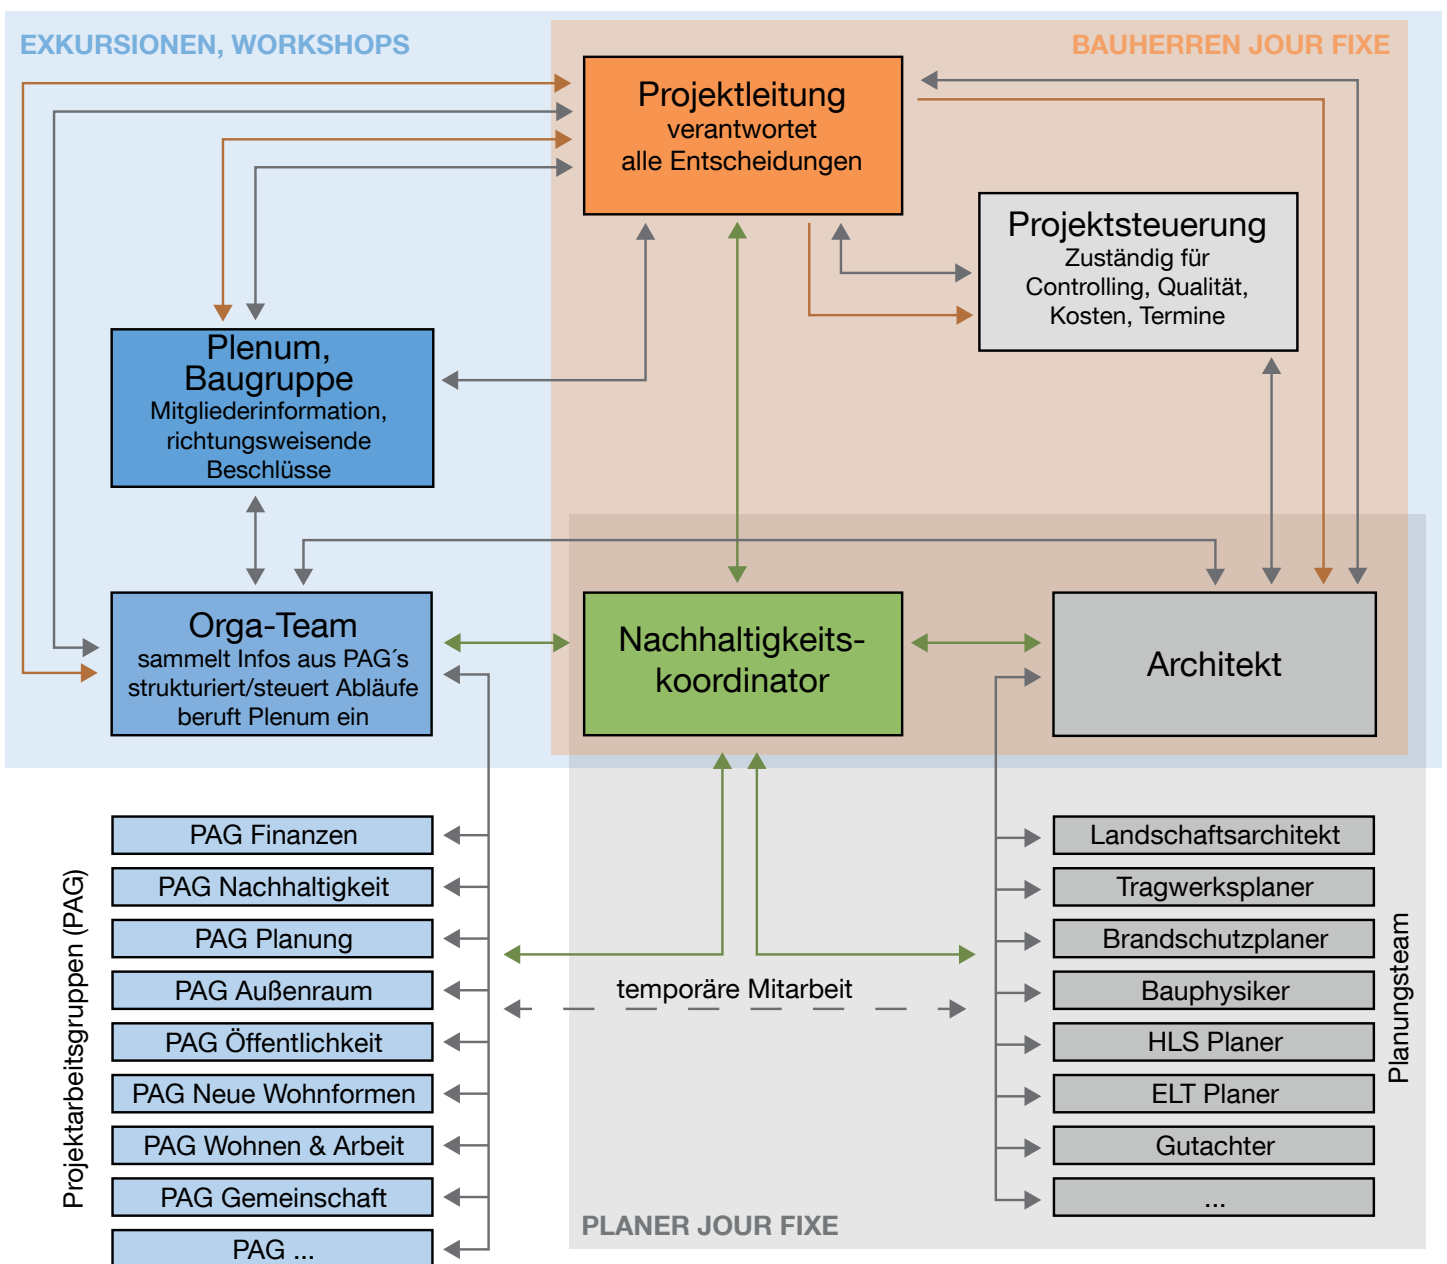 EXKURSIONEN, WORKSHOPS
BAUHERREN JOUR FIXE
Projektleitung
verantwortet
alle Entscheidungen
Projektsteuerung
Zuständig für
Controlling, Qualität,
Kosten, Termine
Plenum,
Baugruppe
Mitgliederinformation,
richtungsweisende
Beschlüsse
Orga-Team
sammelt Infos aus PAG´s
strukturiert/steuert Abläufe
beruft Plenum ein
Nachhaltigkeits-
koordinator
Architekt
Projektarbeitsgruppen (PAG)
PAG Finanzen
PAG Nachhaltigkeit
PAG Planung
PAG Außenraum
PAG Öffentlichkeit
PAG Neue Wohnformen
PAG Wohnen & Arbeit
PAG Gemeinschaft
PAG ...
temporäre Mitarbeit
Landschaftsarchitekt
Tragwerksplaner
Brandschutzplaner
Bauphysiker
HLS Planer
ELT Planer
Gutachter
...
Planungsteam
PLANER JOUR FIXE